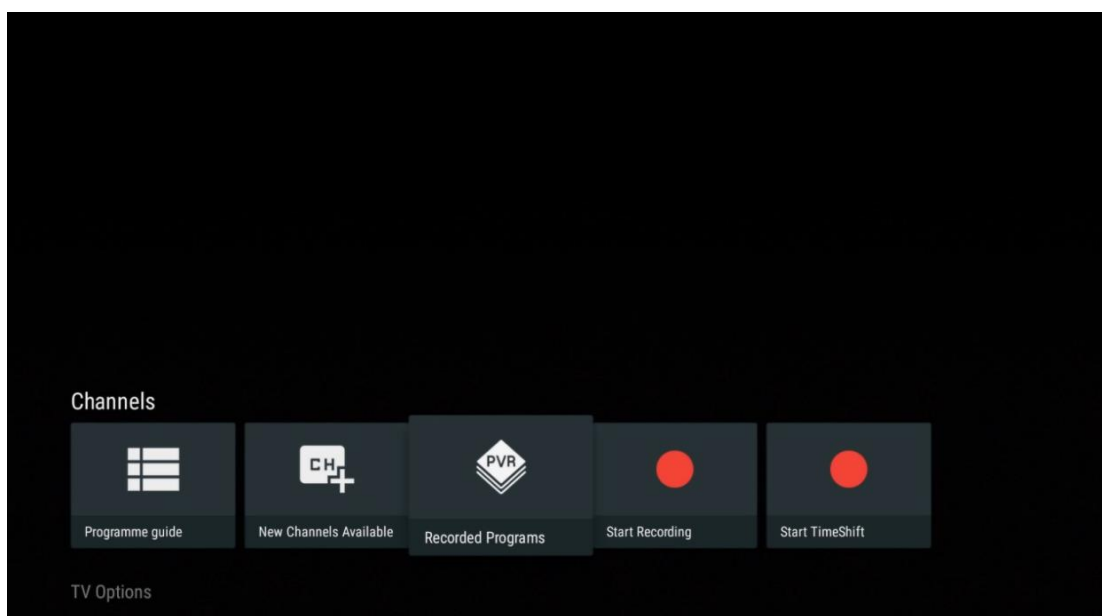 Channels
CH
PVR
Programme guide
New Channels Available
Recorded Programs
Start Recording
Start TimeShift
TV Options